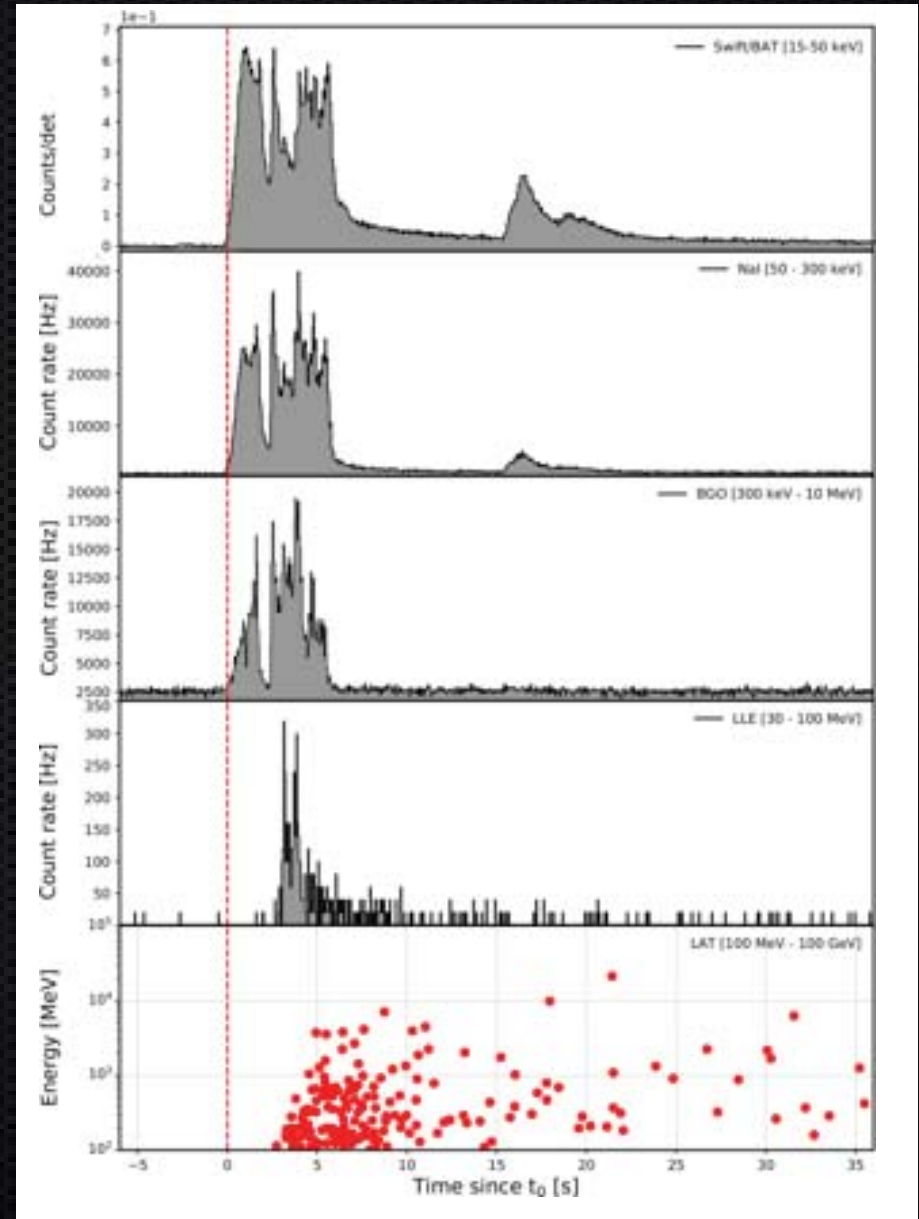 1e−1
Swift/BAT [15-50 keV]
7
6
5
4
3
2
1
0
Counts/det
NaI [50 - 300 keV]
40000
30000
20000
10000
Count rate [Hz]
BGO [300 keV - 10 MeV]
20000
17500
15000
12500
10000
7500
5000
2500
Count rate [Hz]
LLE [30 - 100 MeV]
350
300
250
200
150
100
50
Count rate [Hz]
LAT [100 MeV - 100 GeV]
10⁵
10⁴
10³
10²
Energy [MeV]
−5 0 5 10 15 20 25 30 35
Time since t₀ [s]